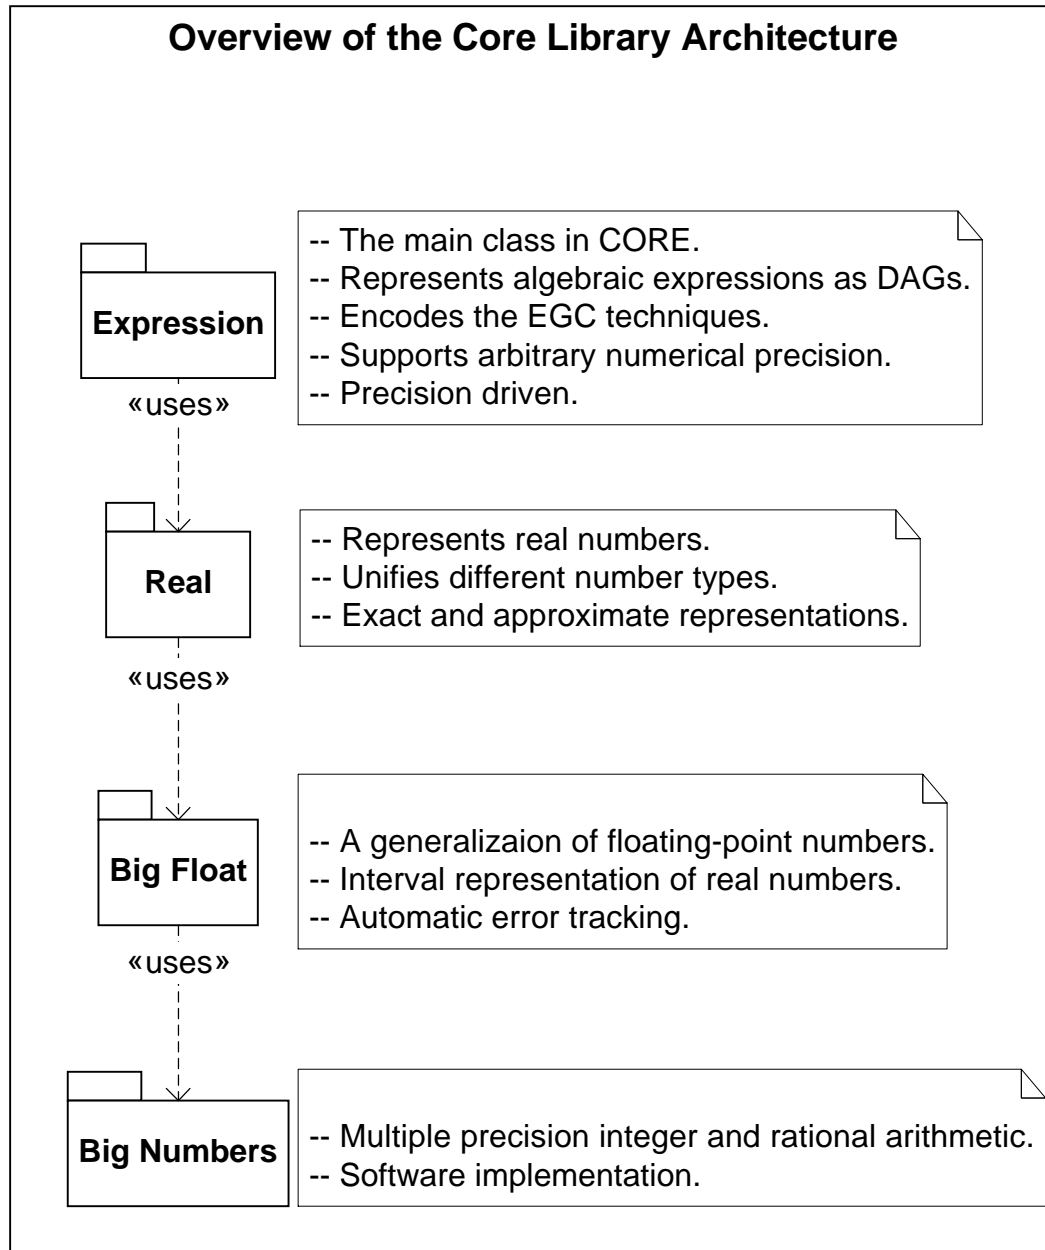 Overview of the Core Library Architecture
Expression
-- The main class in CORE.
-- Represents algebraic expressions as DAGs.
-- Encodes the EGC techniques.
-- Supports arbitrary numerical precision.
-- Precision driven.
«uses»
Real
-- Represents real numbers.
-- Unifies different number types.
-- Exact and approximate representations.
«uses»
Big Float
-- A generalizaion of floating-point numbers.
-- Interval representation of real numbers.
-- Automatic error tracking.
«uses»
Big Numbers
-- Multiple precision integer and rational arithmetic.
-- Software implementation.